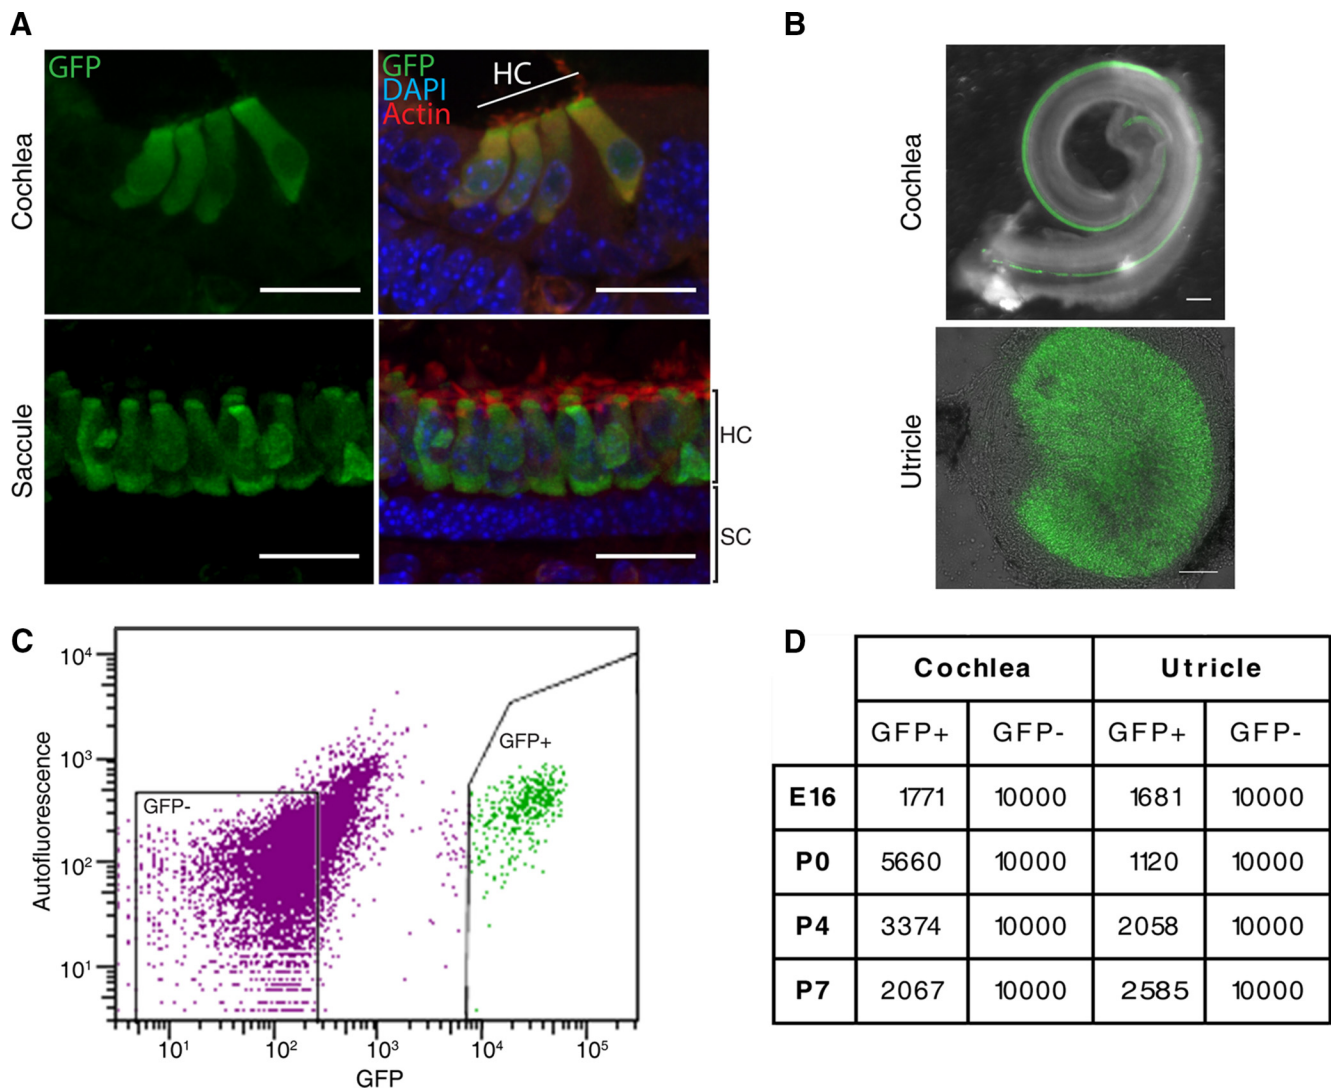 A
GFP
GFP
DAPI
Actin
HC
Cochlea
Saccule
HC
SC
B
Cochlea
Utricle
C
10⁴
10³
10²
10¹
Autofluorescence
GFP-
GFP+
10¹ 10² 10³ 10⁴ 10⁵
GFP
D
Cochlea Utricle
GFP+ GFP- GFP+ GFP-
E16 1771 10000 1681 10000
P0 5660 10000 1120 10000
P4 3374 10000 2058 10000
P7 2067 10000 2585 10000